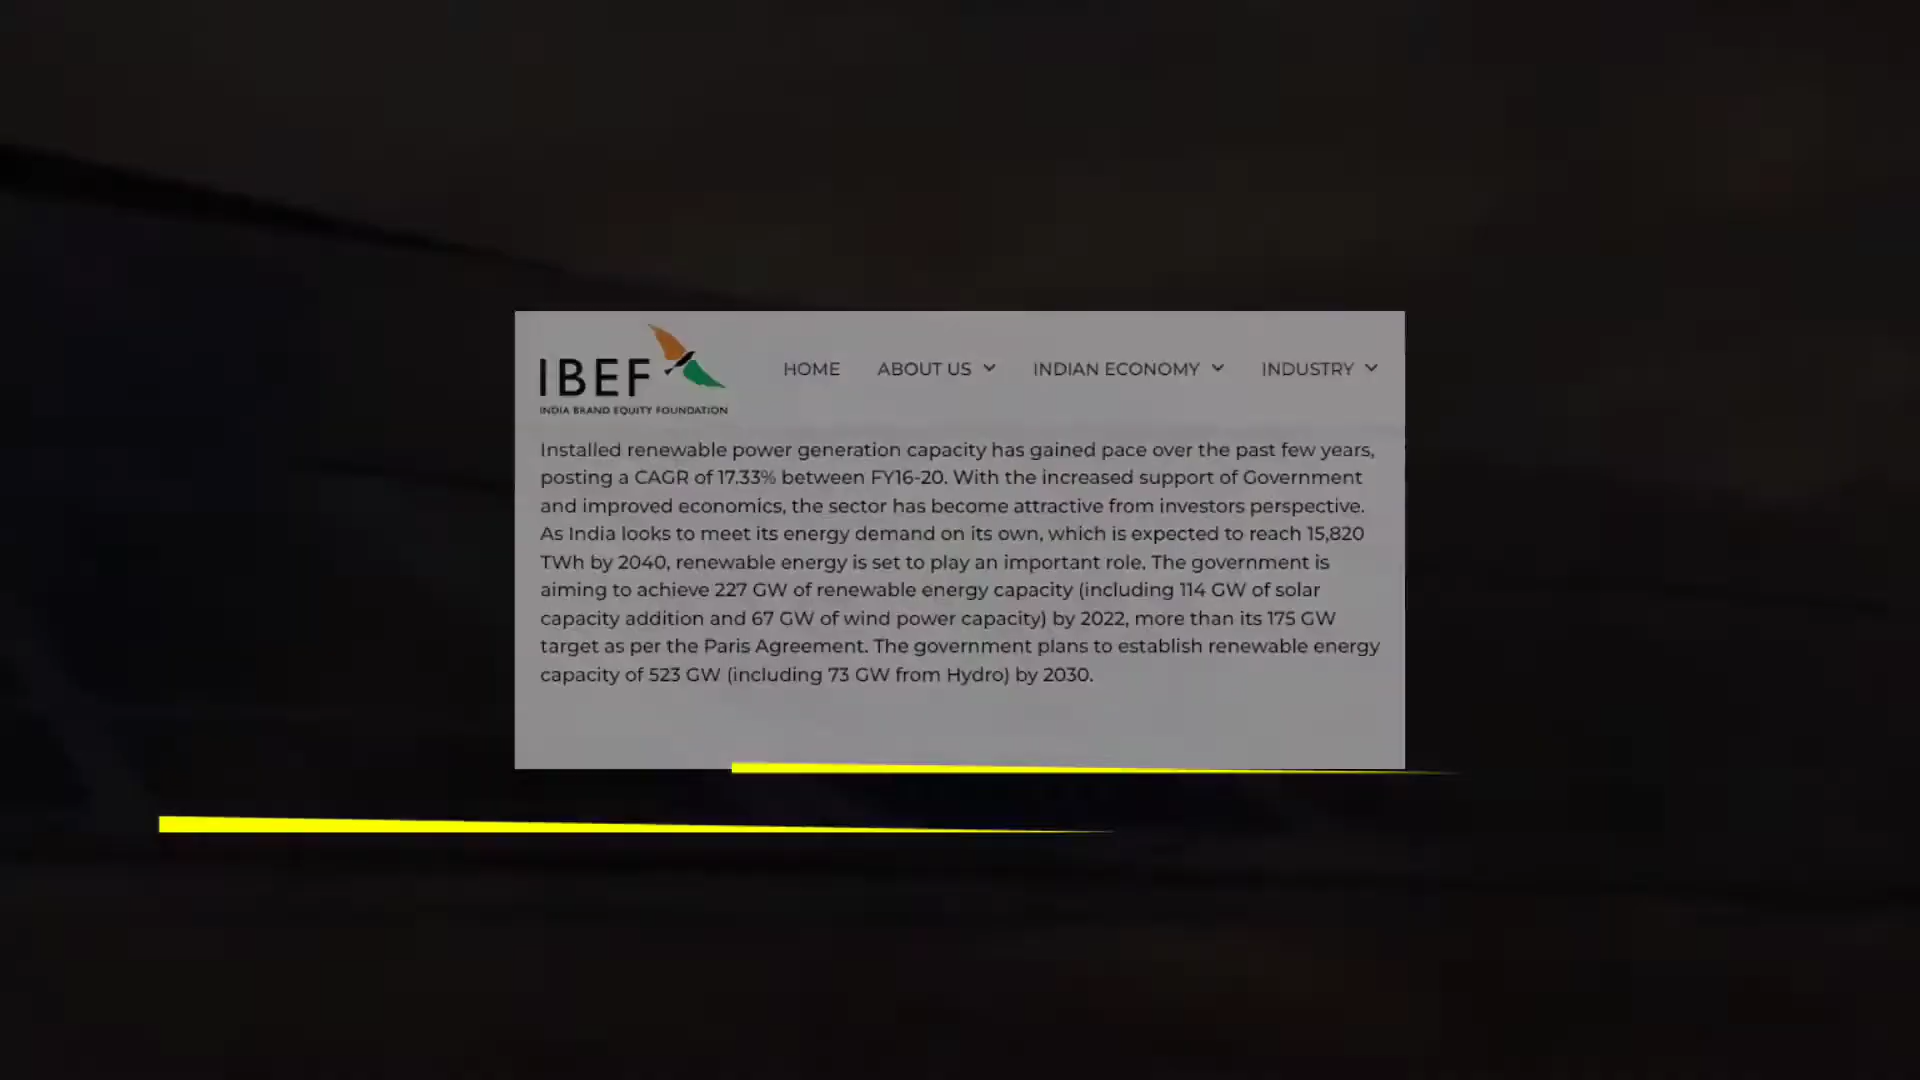 IBEF
INDIA BRAND EQUITY FOUNDATION
HOME ABOUT US INDIAN ECONOMY INDUSTRY
Installed renewable power generation capacity has gained pace over the past few years,
posting a CAGR of 17.33% between FY16-20. With the increased support of Government
and improved economics, the sector has become attractive from investors perspective.
As India looks to meet its energy demand on its own, which is expected to reach 15,820
TWh by 2040, renewable energy is set to play an important role. The government is
aiming to achieve 227 GW of renewable energy capacity (including 114 GW of solar
capacity addition and 67 GW of wind power capacity) by 2022, more than its 175 GW
target as per the Paris Agreement. The government plans to establish renewable energy
capacity of 523 GW (including 73 GW from Hydro) by 2030.